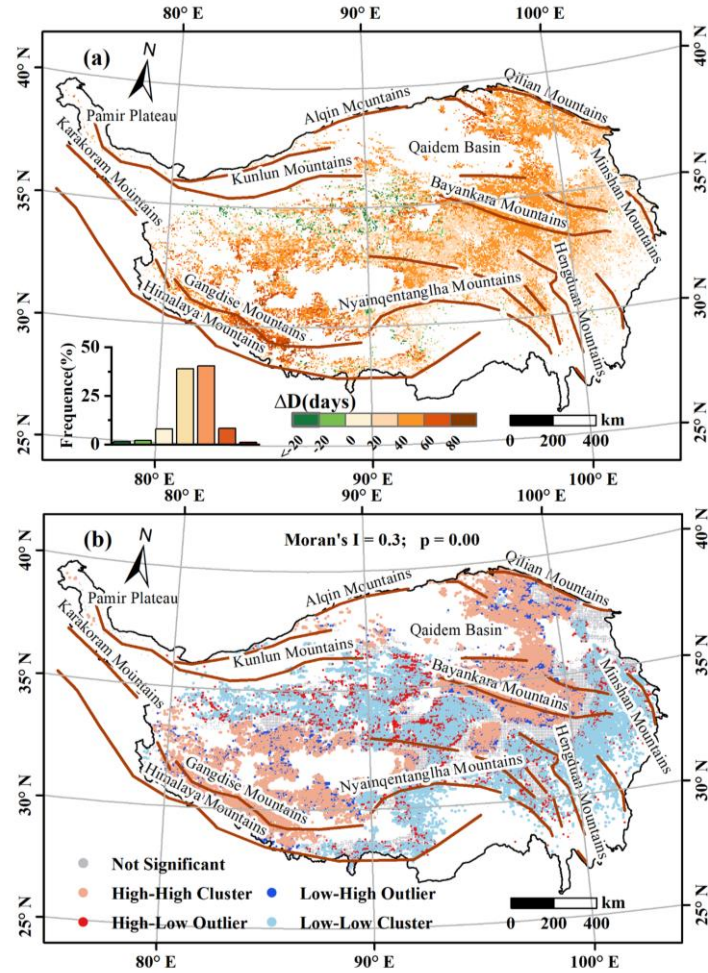 80° E 90° E 100° E
(a)
N
40° N
40° N
Pamir Plateau
Alqin Mountains
Qilian Mountains
Karakoram Mountains
Kunlun Mountains
Qaidem Basin
Minshan Mountains
35° N
35° N
Bayankara Mountains
Gangdise Mountains
Himalaya Mountains
Nyainqentanglha Mountains
Hengduan Mountains
30° N
30° N
Frequence(%)
50
25
0
ΔD(days)
<-20 -20 0 20 40 60 80
km
0 200 400
25° N
25° N
80° E 90° E 100° E
(b)
N
Moran's I = 0.3; p = 0.00
40° N
40° N
Pamir Plateau
Alqin Mountains
Qilian Mountains
Karakoram Mountains
Kunlun Mountains
Qaidem Basin
Minshan Mountains
35° N
35° N
Bayankara Mountains
Gangdise Mountains
Himalaya Mountains
Nyainqentanglha Mountains
Hengduan Mountains
30° N
30° N
Not Significant
High-High Cluster Low-High Outlier
High-Low Outlier Low-Low Cluster
km
0 200 400
25° N
25° N
80° E 90° E 100° E